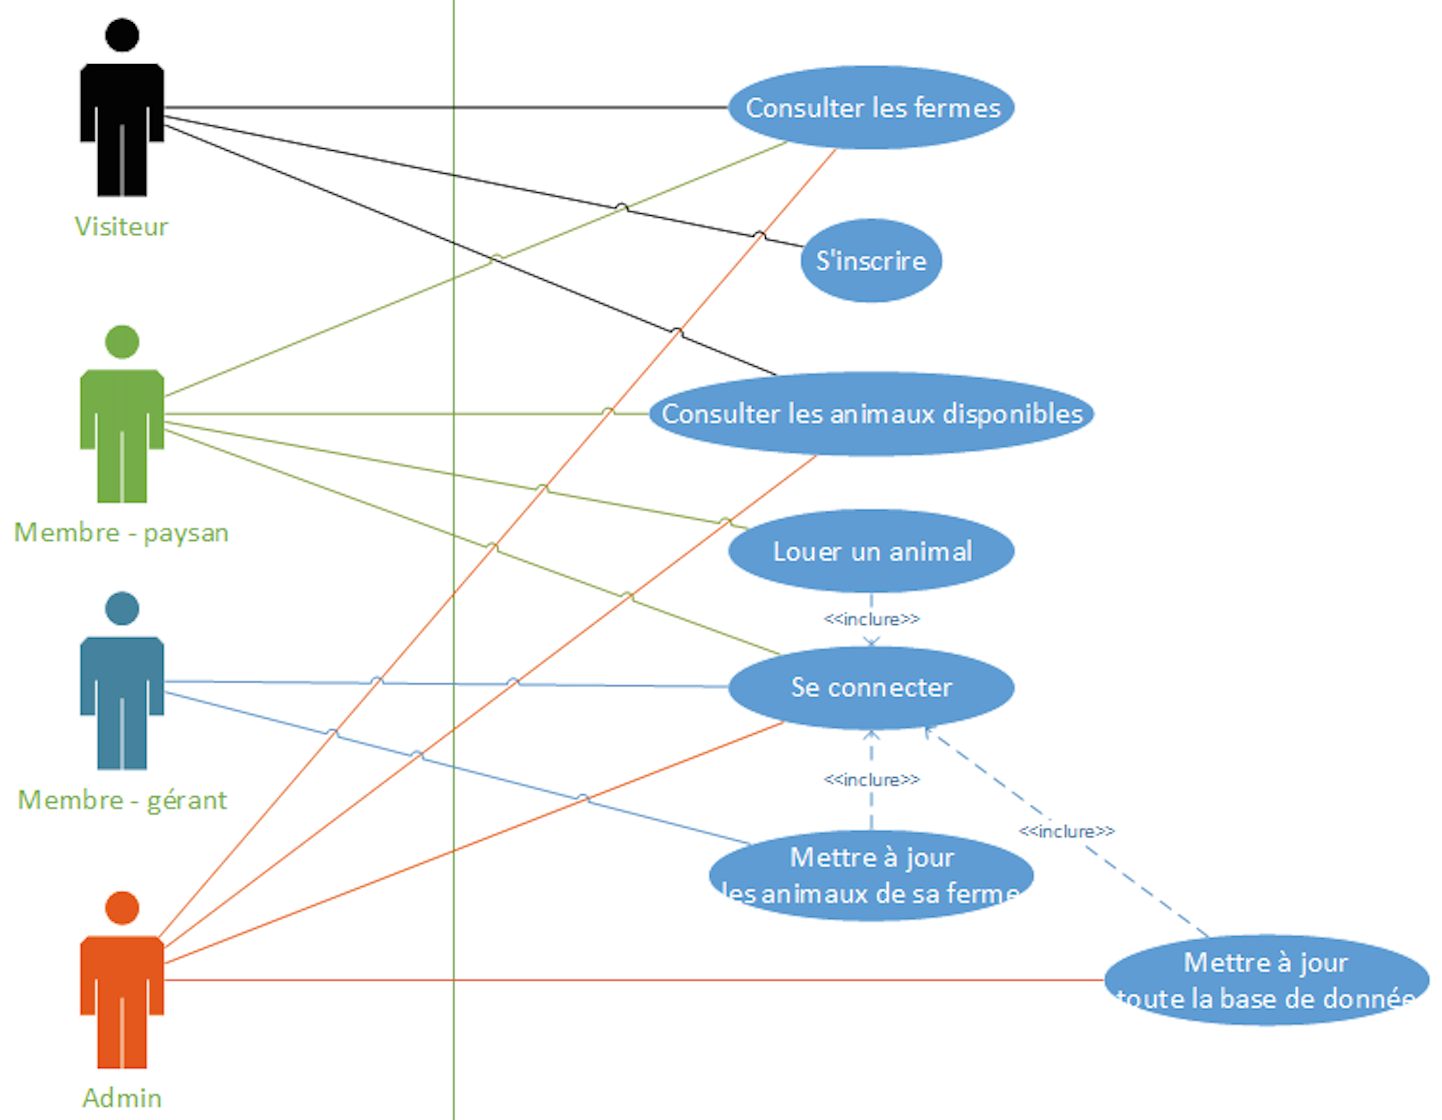 Consulter les fermes
Visiteur
S'inscrire
Consulter les animaux disponibles
Membre - paysan
Louer un animal
<<inclure>>
Se connecter
<<inclure>>
Membre - gérant
<<inclure>>
Mettre à jour
les animaux de sa ferme
Mettre à jour
toute la base de donnée
Admin